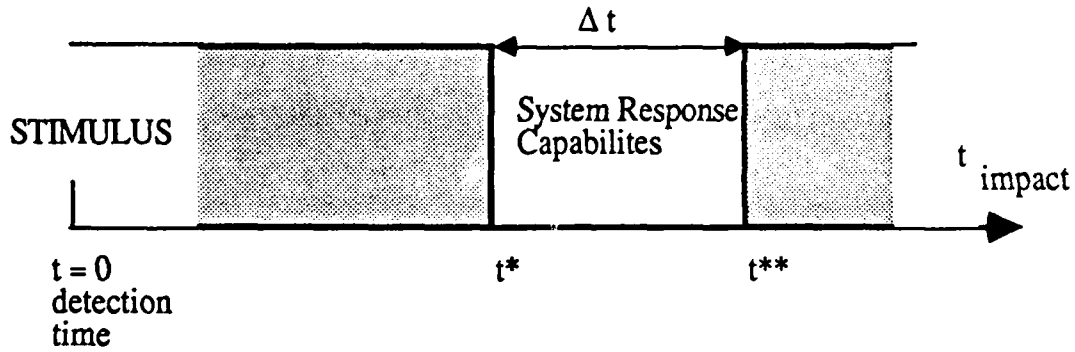 Δ t
System Response
Capabilites
STIMULUS
t impact
t = 0
detection
time
t*
t**